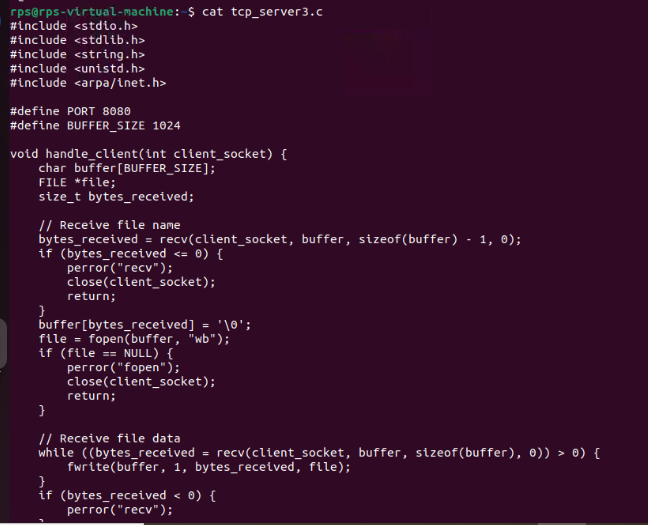 rps@rps-virtual-machine:~$ cat tcp_server3.c
#include <stdio.h>
#include <stdlib.h>
#include <string.h>
#include <unistd.h>
#include <arpa/inet.h>

#define PORT 8080
#define BUFFER_SIZE 1024

void handle_client(int client_socket) {
    char buffer[BUFFER_SIZE];
    FILE *file;
    size_t bytes_received;

    // Receive file name
    bytes_received = recv(client_socket, buffer, sizeof(buffer) - 1, 0);
    if (bytes_received <= 0) {
        perror("recv");
        close(client_socket);
        return;
    }
    buffer[bytes_received] = '\0';
    file = fopen(buffer, "wb");
    if (file == NULL) {
        perror("fopen");
        close(client_socket);
        return;
    }

    // Receive file data
    while ((bytes_received = recv(client_socket, buffer, sizeof(buffer), 0)) > 0) {
        fwrite(buffer, 1, bytes_received, file);
    }
    if (bytes_received < 0) {
        perror("recv");
    }